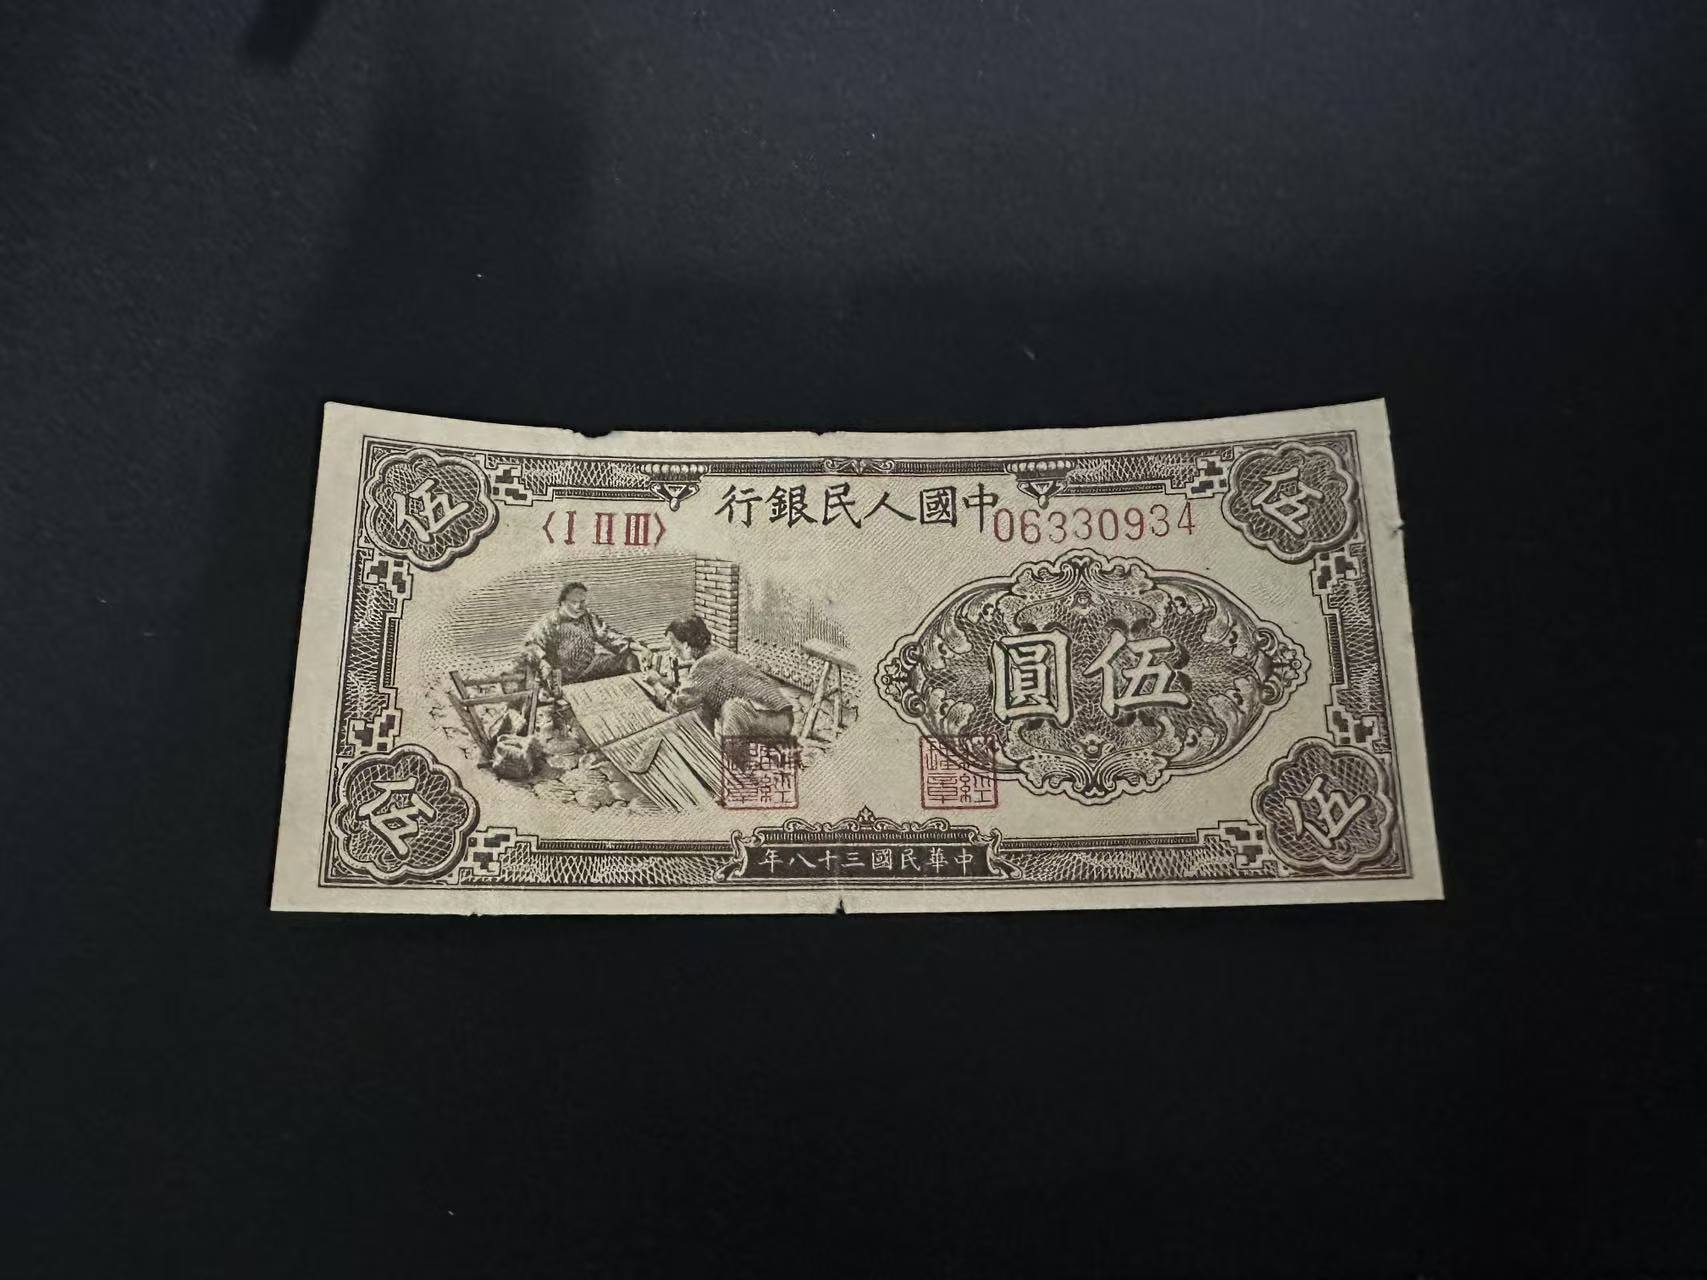 中國人民銀行
〈I II III〉
06330934
伍
伍
伍圓
伍
伍
中華民國三十八年